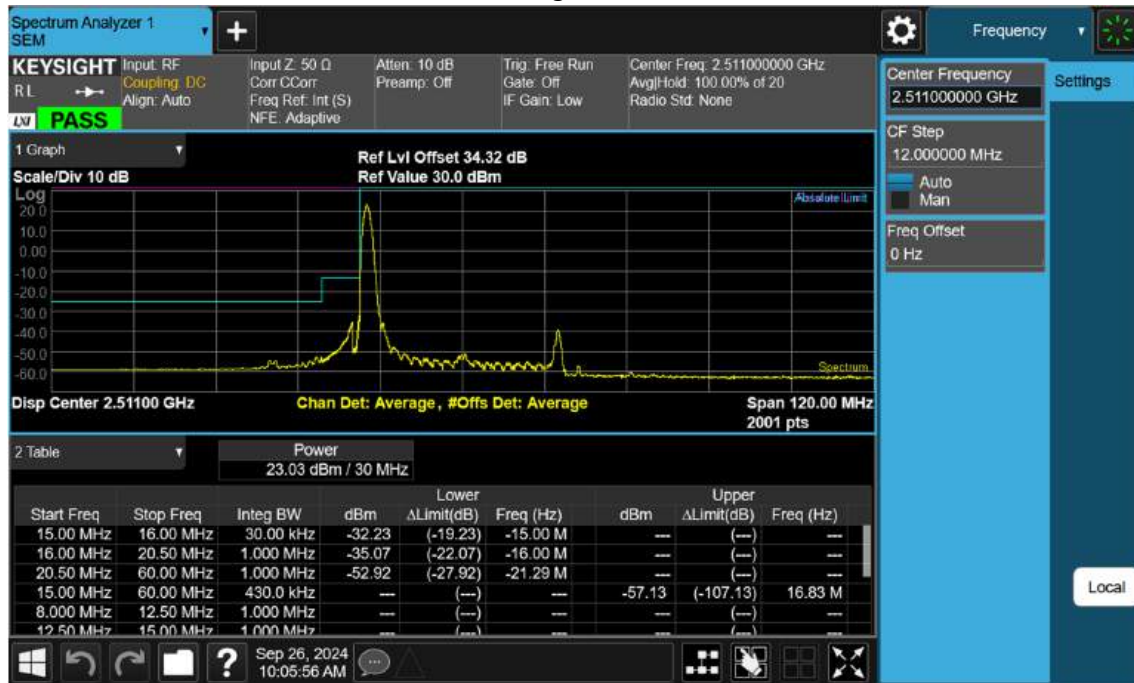 Spectrum Analyzer 1
SEM
+
Frequency
KEYSIGHT
R L
LXI
PASS
Input: RF
Coupling: DC
Align: Auto
Input Z: 50 Ω
Corr CCorr
Freq Ref: Int (S)
NFE: Adaptive
Atten: 10 dB
Preamp: Off
Trig: Free Run
Gate: Off
IF Gain: Low
Center Freq: 2.511000000 GHz
Avg|Hold: 100.00% of 20
Radio Std: None
Center Frequency
2.511000000 GHz
Settings
CF Step
12.000000 MHz
Auto
Man
Freq Offset
0 Hz
1 Graph
Scale/Div 10 dB
Ref Lvl Offset 34.32 dB
Ref Value 30.0 dBm
Log
Absolute Limit
20.0
10.0
0.00
-10.0
-20.0
-30.0
-40.0
-50.0
-60.0
Spectrum
Disp Center 2.51100 GHz
Chan Det: Average, #Offs Det: Average
Span 120.00 MHz
2001 pts
2 Table
Power
23.03 dBm / 30 MHz
Lower Upper
Start Freq Stop Freq Integ BW dBm ΔLimit(dB) Freq (Hz) dBm ΔLimit(dB) Freq (Hz)
15.00 MHz 16.00 MHz 30.00 kHz -32.23 (-19.23) -15.00 M --- (---) ---
16.00 MHz 20.50 MHz 1.000 MHz -35.07 (-22.07) -16.00 M --- (---) ---
20.50 MHz 60.00 MHz 1.000 MHz -52.92 (-27.92) -21.29 M --- (---) ---
15.00 MHz 60.00 MHz 430.0 kHz --- (---) --- -57.13 (-107.13) 16.83 M
8.000 MHz 12.50 MHz 1.000 MHz --- (---) --- --- (---) ---
12.50 MHz 15.00 MHz 1.000 MHz --- (---) --- --- (---) ---
Local
?
Sep 26, 2024
10:05:56 AM